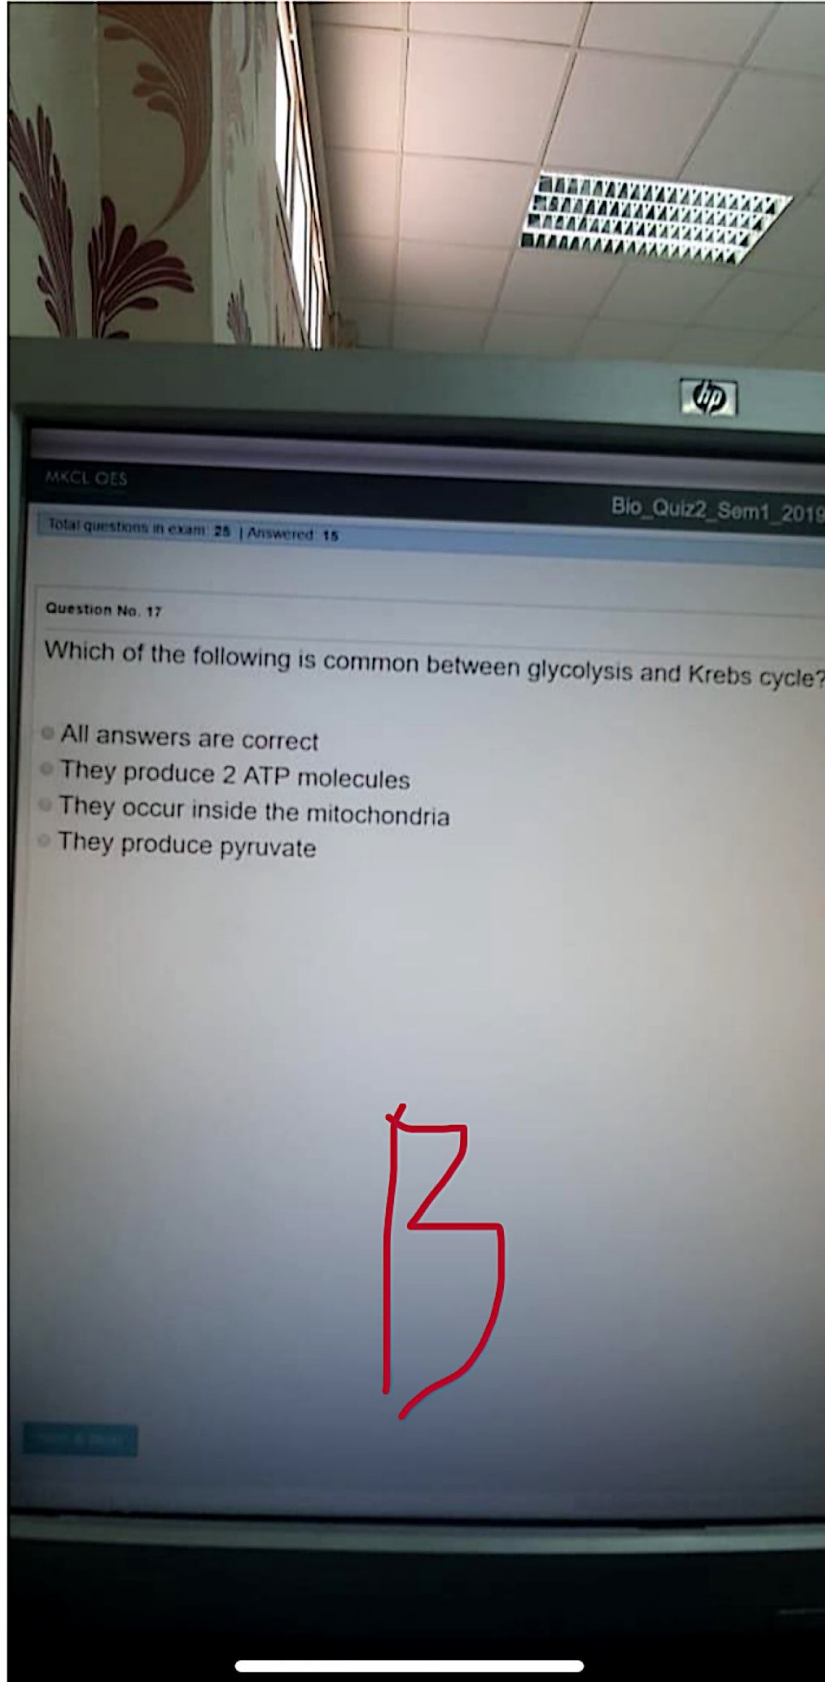 hp
MKCL OES
Bio_Quiz2_Sem1_2019
Total questions in exam: 25 | Answered: 15
Question No. 17
Which of the following is common between glycolysis and Krebs cycle?
All answers are correct
They produce 2 ATP molecules
They occur inside the mitochondria
They produce pyruvate
B